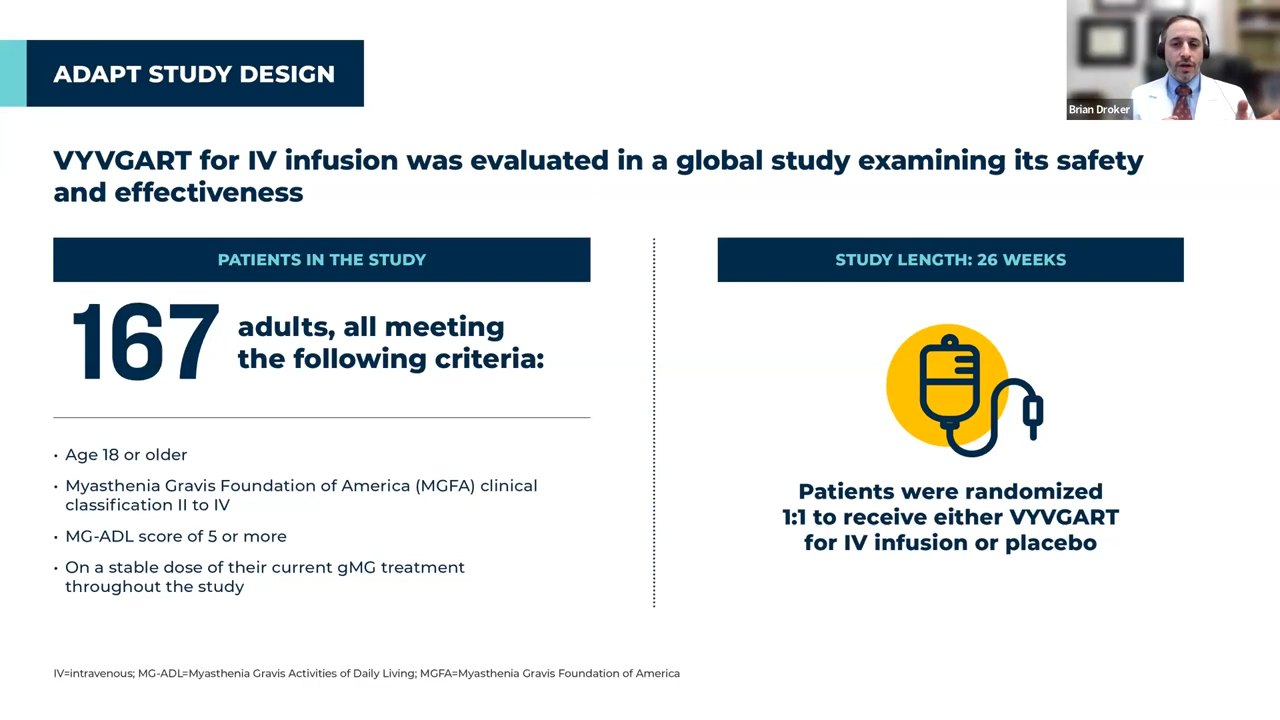 ADAPT STUDY DESIGN
Brian Droker
VYVGART for IV infusion was evaluated in a global study examining its safety
and effectiveness
PATIENTS IN THE STUDY
167
adults, all meeting
the following criteria:
• Age 18 or older
• Myasthenia Gravis Foundation of America (MGFA) clinical
classification II to IV
• MG-ADL score of 5 or more
• On a stable dose of their current gMG treatment
throughout the study
STUDY LENGTH: 26 WEEKS
Patients were randomized
1:1 to receive either VYVGART
for IV infusion or placebo
IV=intravenous; MG-ADL=Myasthenia Gravis Activities of Daily Living; MGFA=Myasthenia Gravis Foundation of America